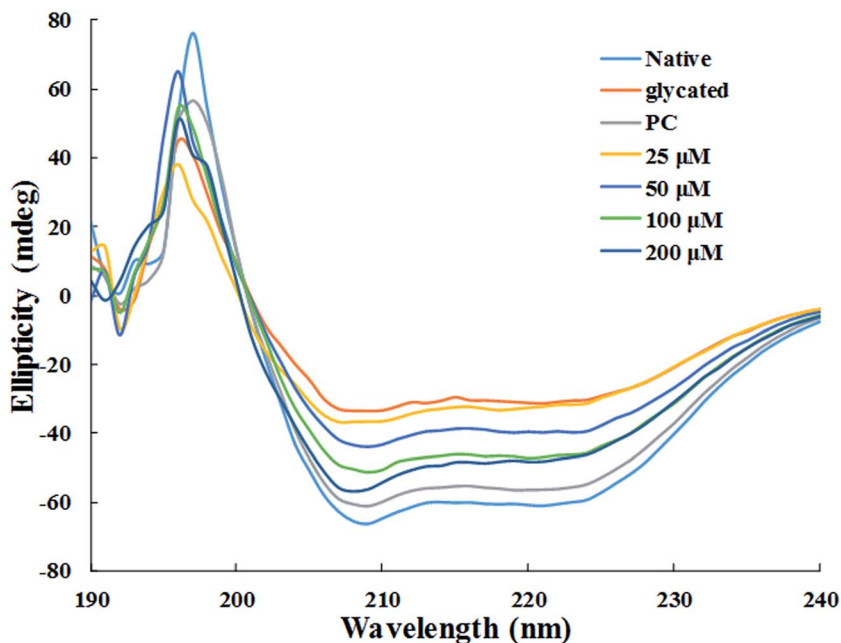 80
60
40
20
0
-20
-40
-60
-80
Ellipticity (mdeg)
Native
glycated
PC
25 µM
50 µM
100 µM
200 µM
190 200 210 220 230 240
Wavelength (nm)